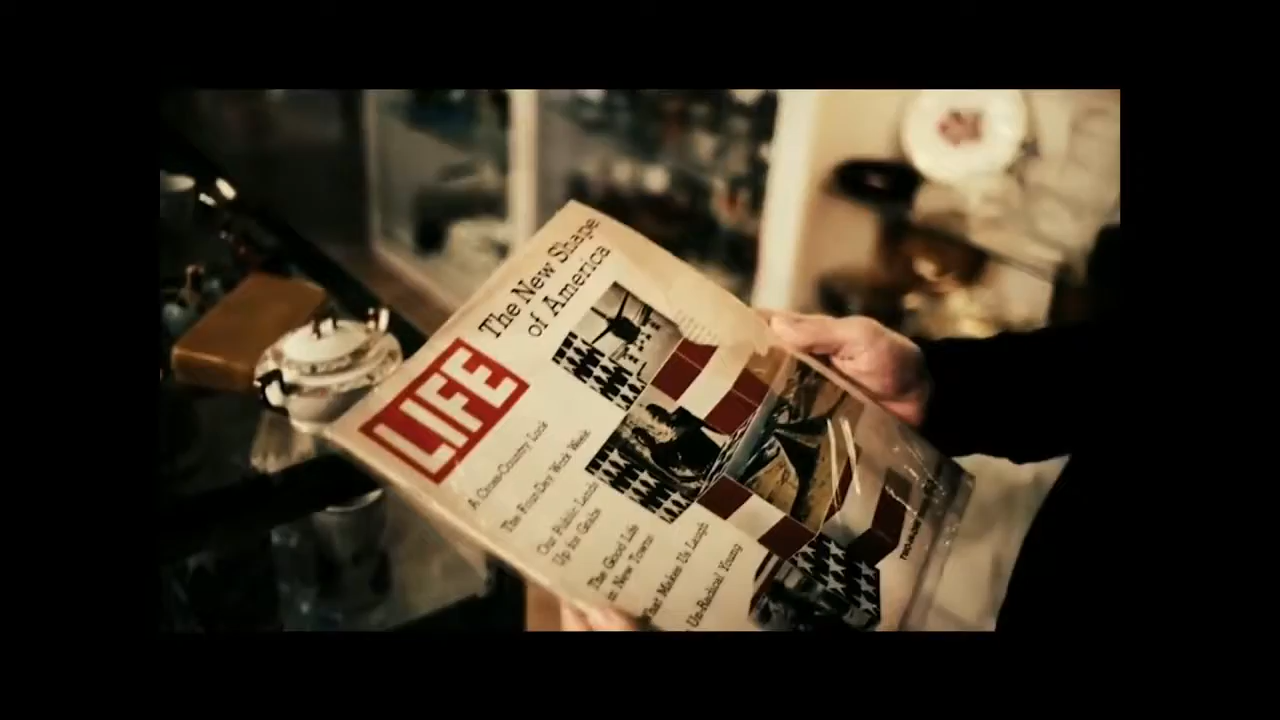 The New Shape
of America
LIFE
A Cross-Country Look
The Four-Day Work Week
Our Public Land
Up for Grabs
The Good Life
in New Towns
What Makes Us Laugh
Un-Radical Young